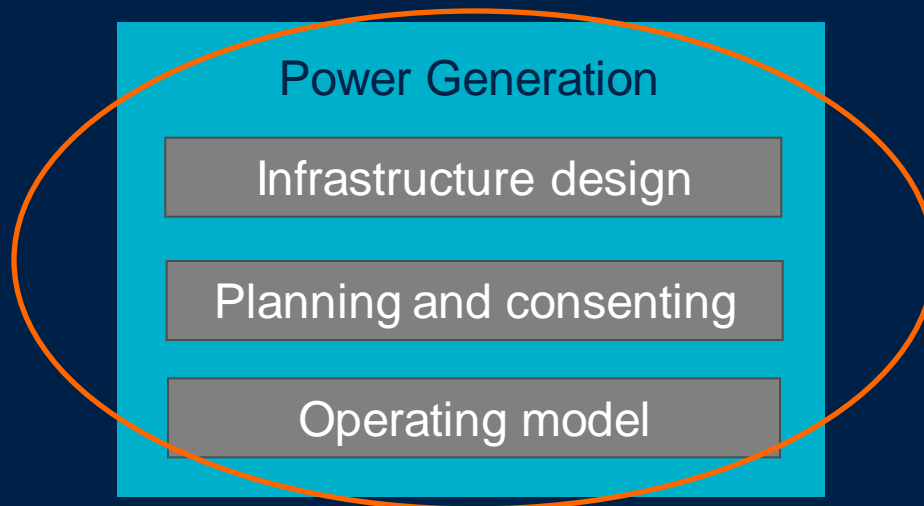 Power Generation
Infrastructure design
Planning and consenting
Operating model